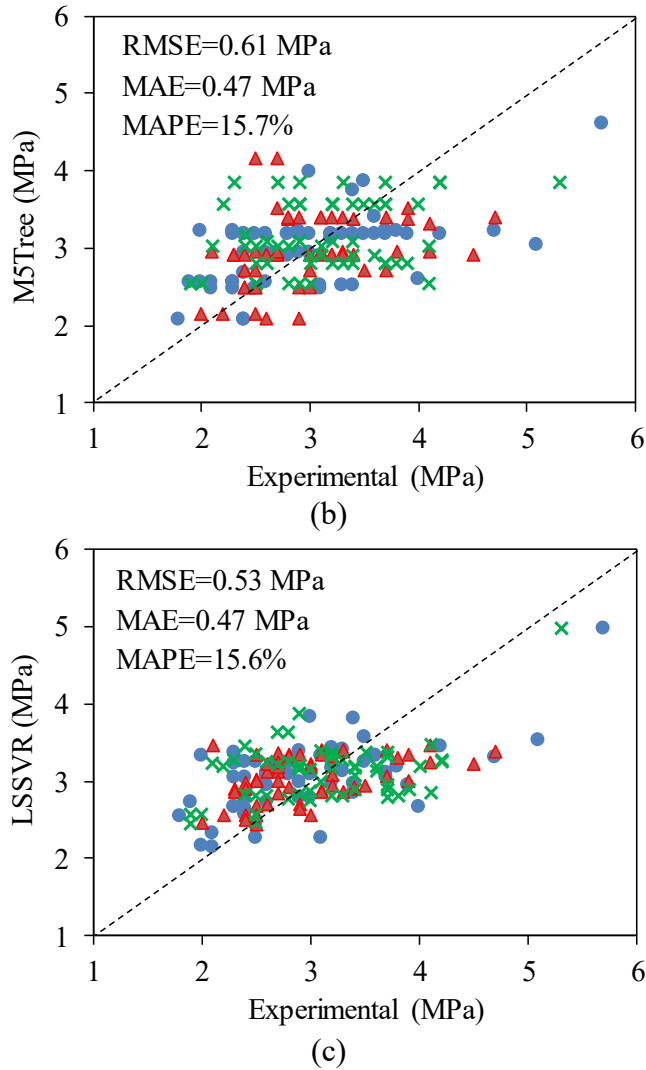 6
RMSE=0.61 MPa
MAE=0.47 MPa
MAPE=15.7%
5
4
3
2
1
M5Tree (MPa)
1 2 3 4 5 6
Experimental (MPa)
(b)
6
RMSE=0.53 MPa
MAE=0.47 MPa
MAPE=15.6%
5
4
3
2
1
LSSVR (MPa)
1 2 3 4 5 6
Experimental (MPa)
(c)